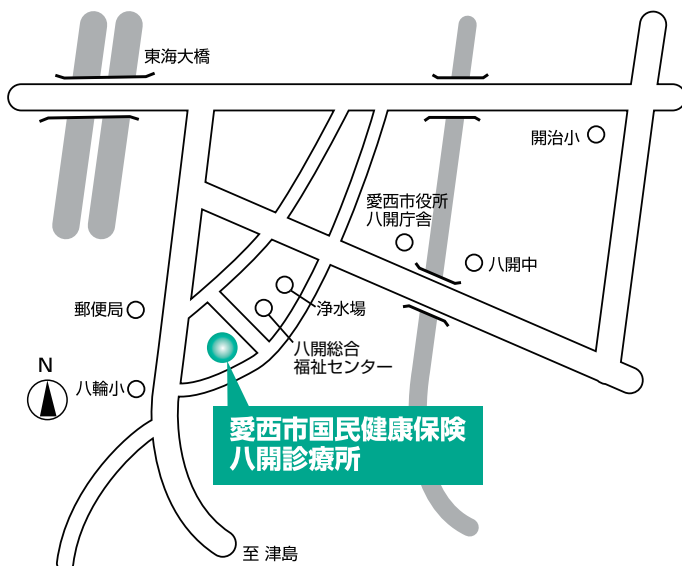 東海大橋
開治小
愛西市役所
八開庁舎
八開中
浄水場
郵便局
八開総合
福祉センター
N
八輪小
愛西市国民健康保険
八開診療所
至 津島